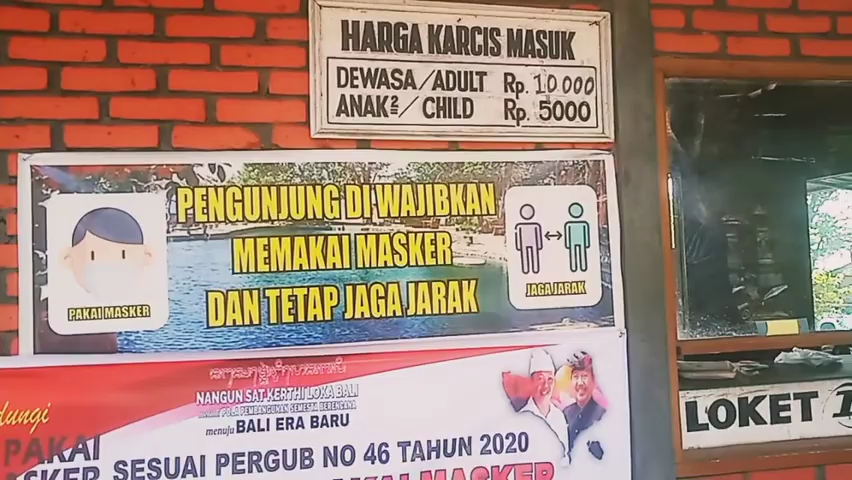 HARGA KARCIS MASUK
DEWASA/ADULT Rp. 10.000
ANAK2/CHILD Rp. 5000
PENGUNJUNG DI WAJIBKAN
MEMAKAI MASKER
DAN TETAP JAGA JARAK
PAKAI MASKER
JAGA JARAK
NANGUN SAT KERTHI LOKA BALI
POLA PEMBANGUNAN SEMESTA BERENCANA
menuju BALI ERA BARU
PAKAI
MASKER SESUAI PERGUB NO 46 TAHUN 2020
LOKET